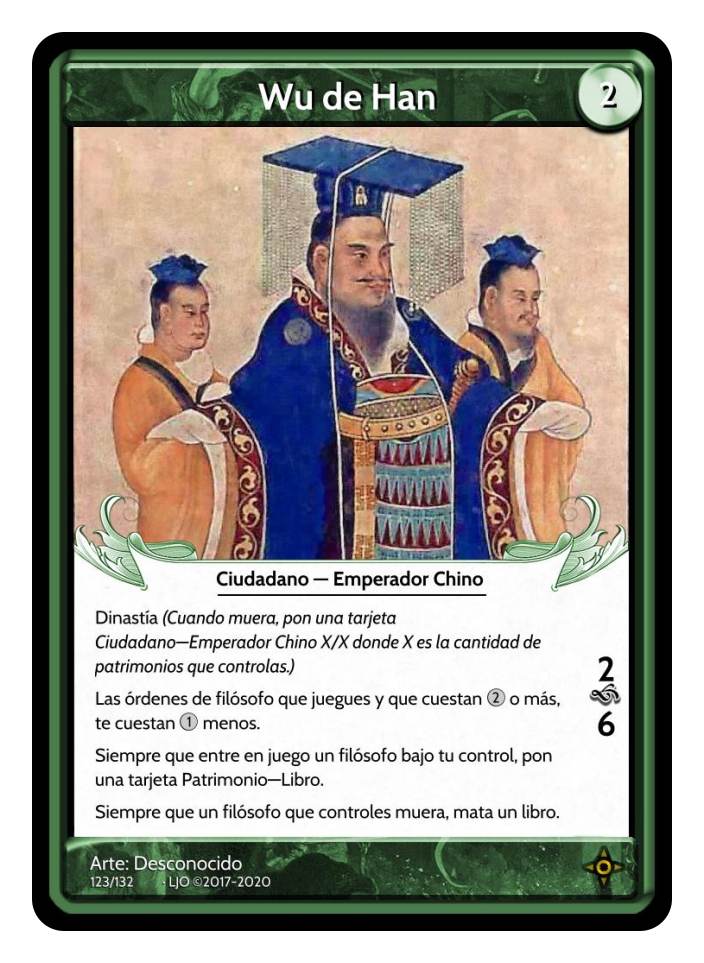 Wu de Han
2
Ciudadano — Emperador Chino
Dinastía (Cuando muera, pon una tarjeta
Ciudadano—Emperador Chino X/X donde X es la cantidad de
patrimonios que controlas.)
Las órdenes de filósofo que juegues y que cuestan 2 o más,
te cuestan 1 menos.
Siempre que entre en juego un filósofo bajo tu control, pon
una tarjeta Patrimonio—Libro.
Siempre que un filósofo que controles muera, mata un libro.
2
6
Arte: Desconocido
123/132 · LJO ©2017-2020